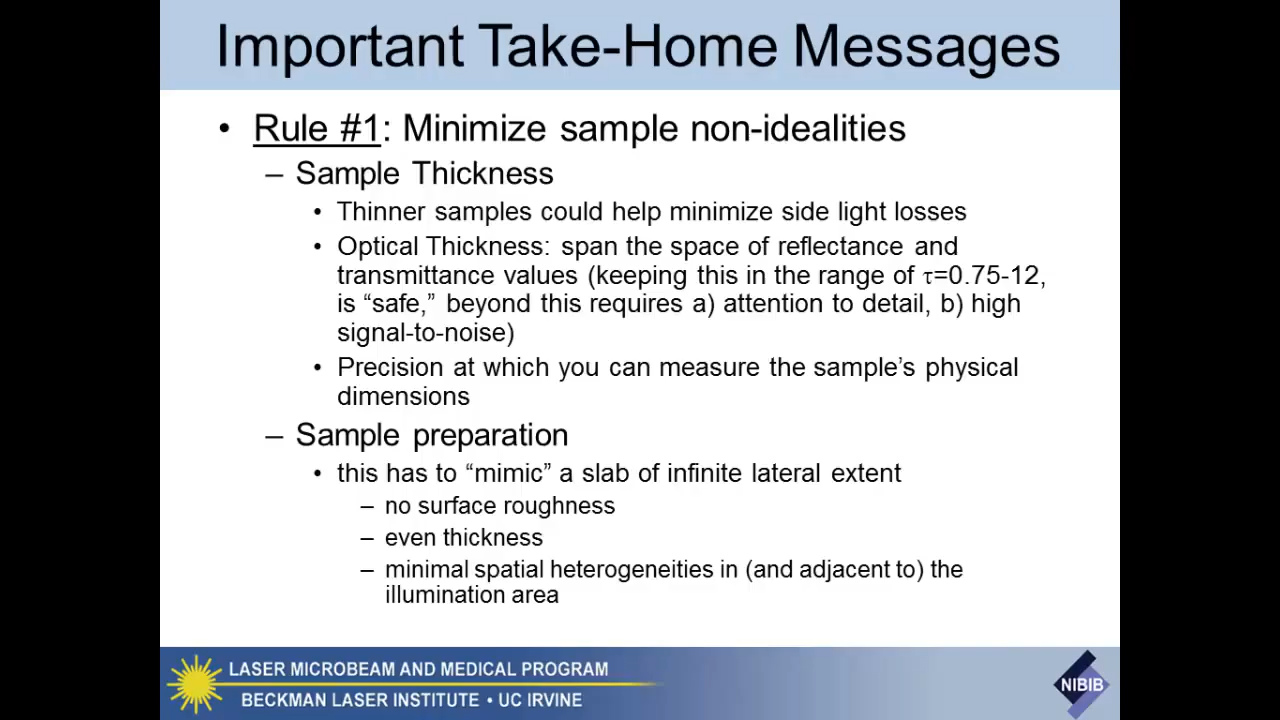 Important Take-Home Messages
• Rule #1: Minimize sample non-idealities
– Sample Thickness
• Thinner samples could help minimize side light losses
• Optical Thickness: span the space of reflectance and
transmittance values (keeping this in the range of τ=0.75-12,
is “safe,” beyond this requires a) attention to detail, b) high
signal-to-noise)
• Precision at which you can measure the sample’s physical
dimensions
– Sample preparation
• this has to “mimic” a slab of infinite lateral extent
– no surface roughness
– even thickness
– minimal spatial heterogeneities in (and adjacent to) the
illumination area
LASER MICROBEAM AND MEDICAL PROGRAM
BECKMAN LASER INSTITUTE • UC IRVINE
NIBIB